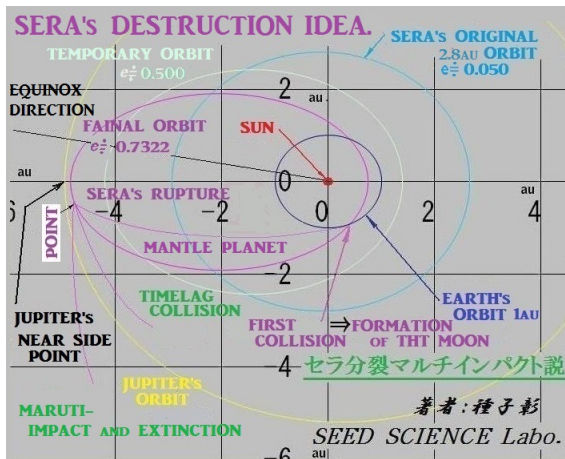 SERA's DESTRUCTION IDEA.
TEMPORARY ORBIT
e≒0.500
SERA's ORIGINAL
2.8AU ORBIT
e≒0.050
EQUINOX
DIRECTION
2
au
FAINAL ORBIT
e≒0.7322
SUN
au
au
-4
-2
0
0
2
4
SERA's RUPTURE
POINT
MANTLE PLANET
-2
TIMELAG
COLLISION
JUPITER's
NEAR SIDE
POINT
EARTH's
ORBIT 1AU
FIRST
COLLISION
⇒FORMATION
OF THT MOON
-4
セラ分裂マルチインパクト説
JUPITER's
ORBIT
MARUTI-
IMPACT AND EXTINCTION
著者:種子彰
SEED SCIENCE Labo.
-6
au